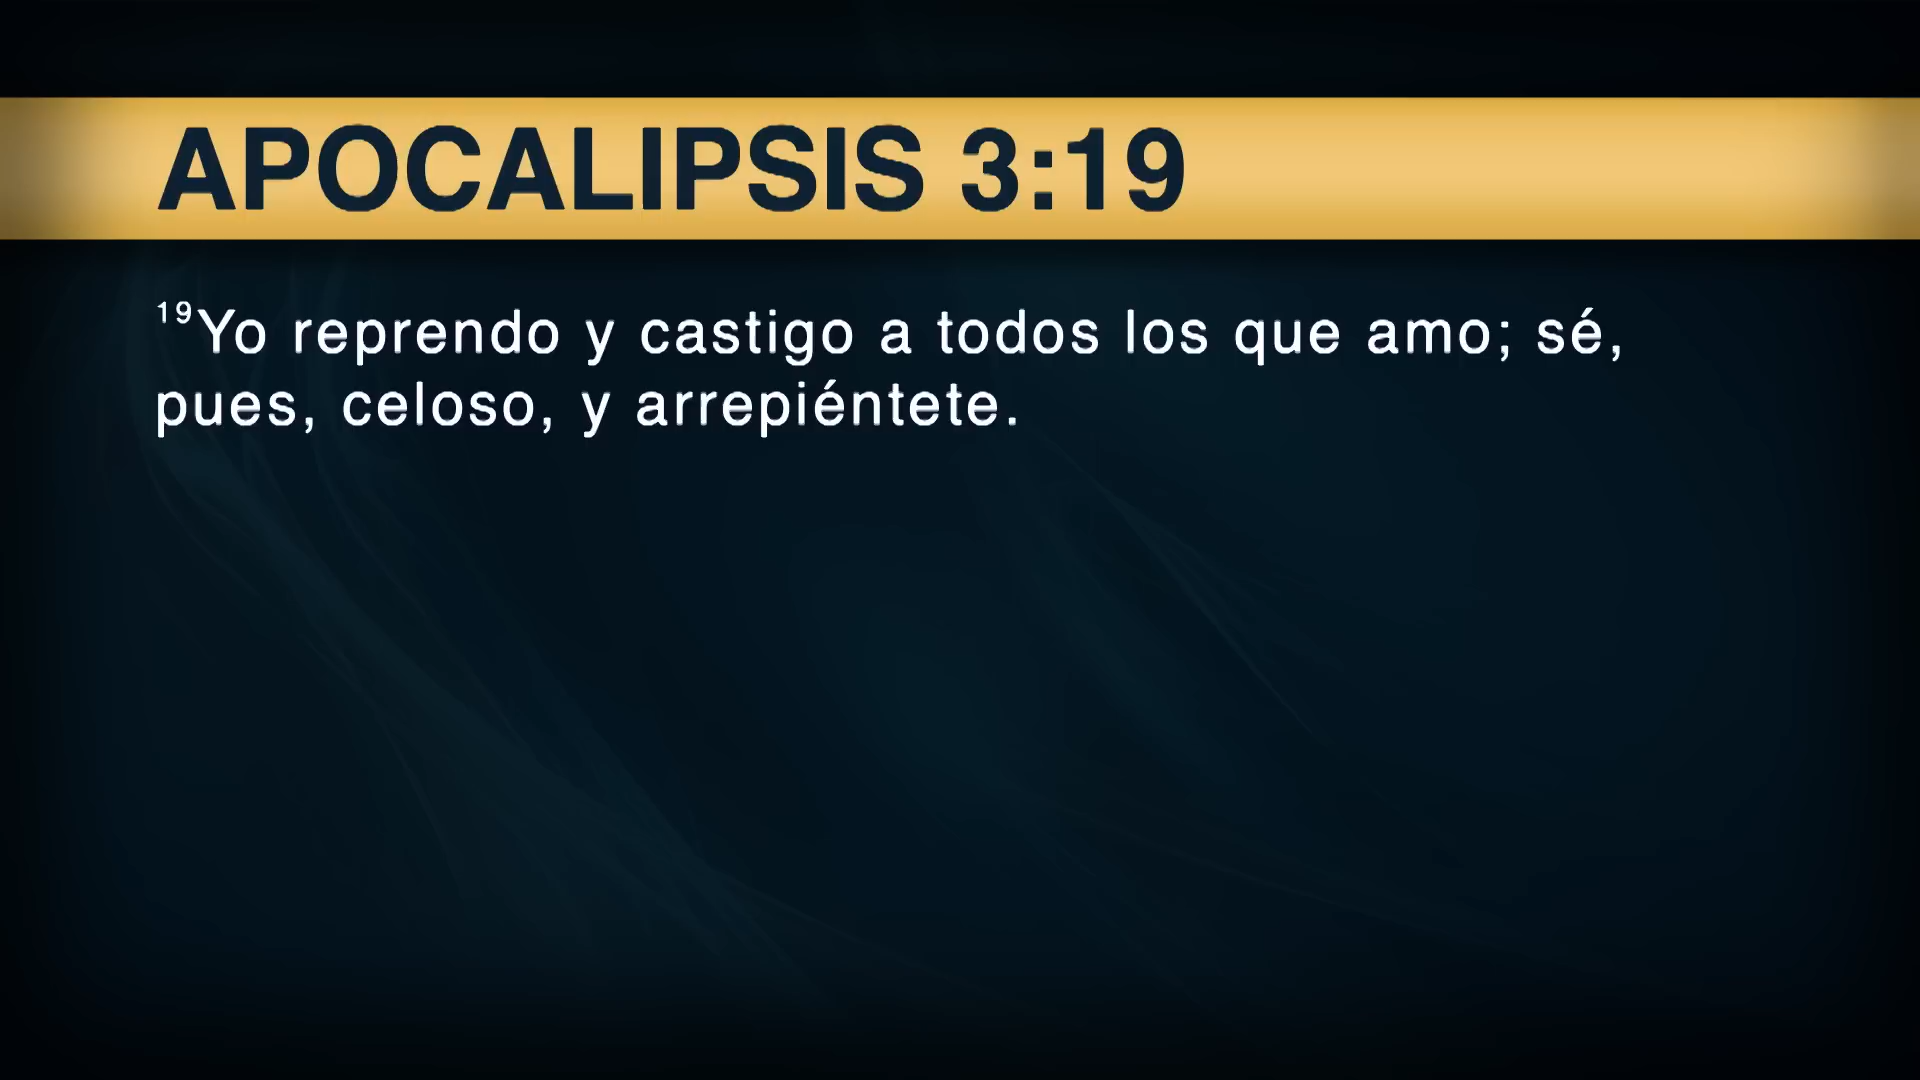 APOCALIPSIS 3:19
19Yo reprendo y castigo a todos los que amo; sé,
pues, celoso, y arrepiéntete.